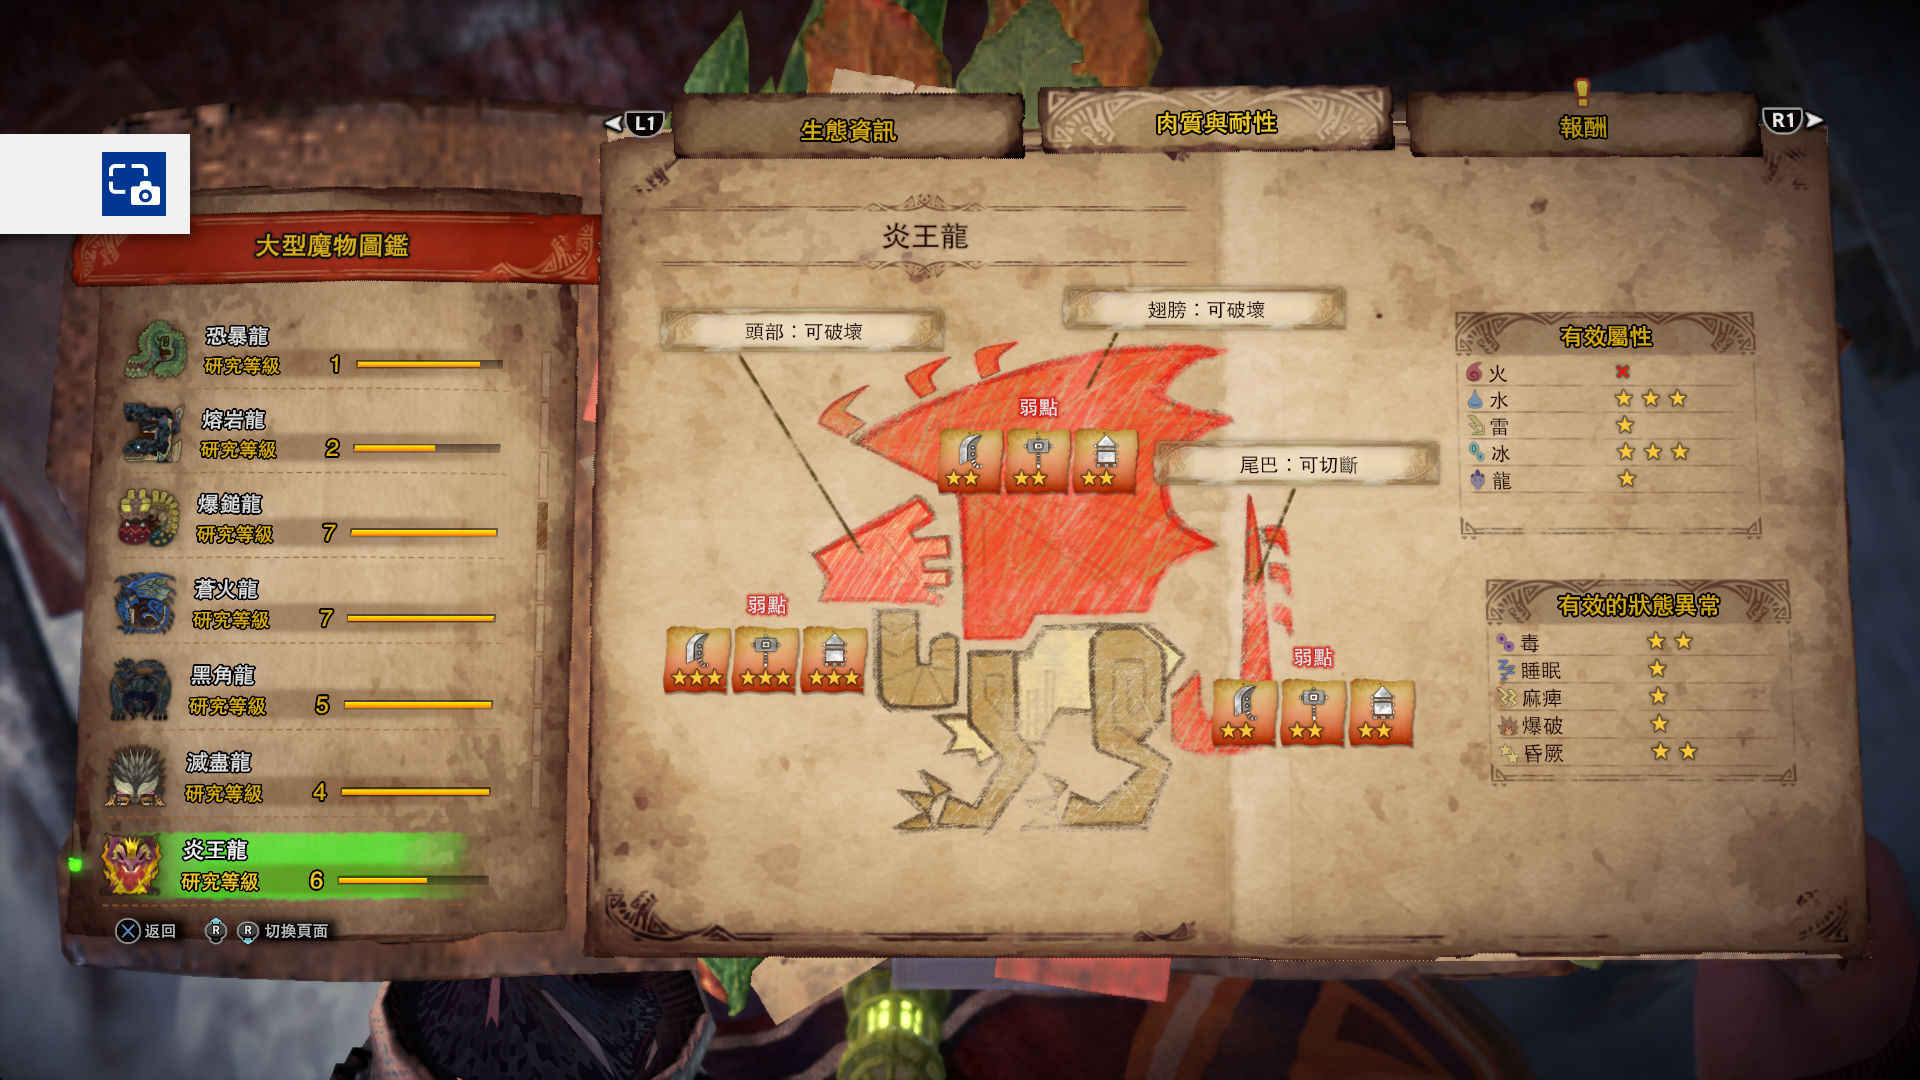 L1
生態資訊
肉質與耐性
報酬
R1
大型魔物圖鑑
恐暴龍
研究等級 1
熔岩龍
研究等級 2
爆鎚龍
研究等級 7
蒼火龍
研究等級 7
黑角龍
研究等級 5
滅盡龍
研究等級 4
炎王龍
研究等級 6
返回
R
R
切換頁面
炎王龍
頭部：可破壞
翅膀：可破壞
尾巴：可切斷
弱點
弱點
弱點
有效屬性
火
水
雷
冰
龍
有效的狀態異常
毒
睡眠
麻痺
爆破
昏厥